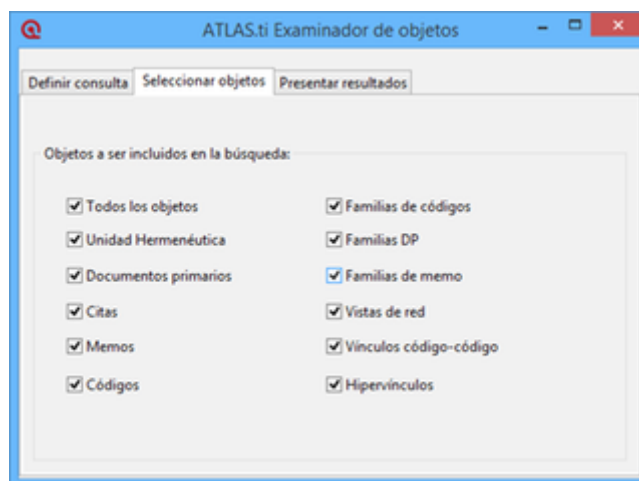 ATLAS.ti Examinador de objetos
Definir consulta Seleccionar objetos Presentar resultados
Objetos a ser incluidos en la búsqueda:
Todos los objetos
Familias de códigos
Unidad Hermenéutica
Familias DP
Documentos primarios
Familias de memo
Citas
Vistas de red
Memos
Vínculos código-código
Códigos
Hipervínculos